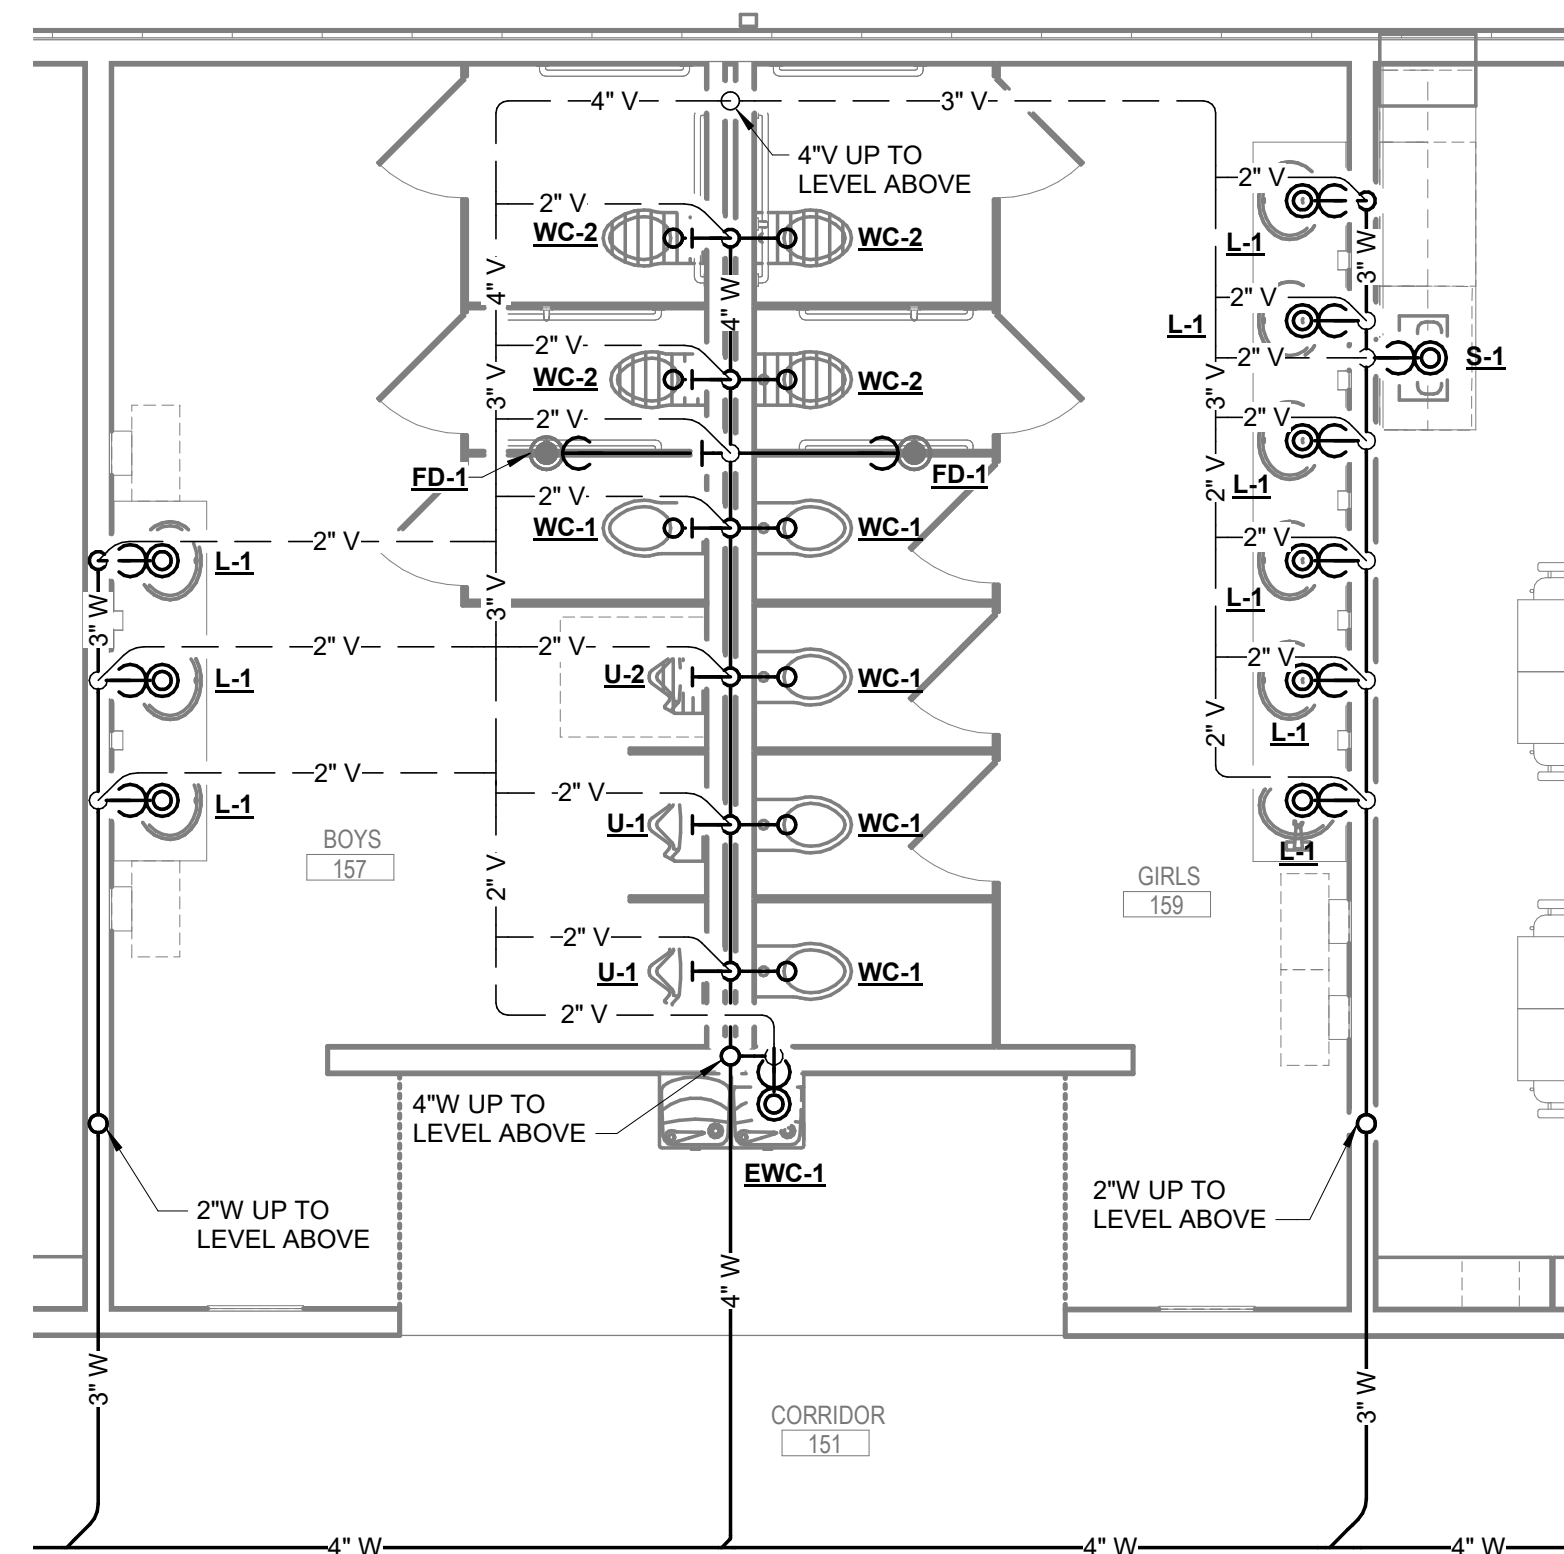 4" V
3" V
4"V UP TO
LEVEL ABOVE
2" V
2" V
WC-2
WC-2
L-1
3" W
4" V
4" W
2" V
L-1
2" V
2" V
S-1
WC-2
WC-2
3" V
3" V
2" V
2" V
FD-1
FD-1
L-1
2" V
2" V
WC-1
WC-1
2" V
2" V
L-1
L-1
3" W
3" V
2" V
2" V
2" V
U-2
WC-1
L-1
2" V
L-1
2" V
2" V
L-1
U-1
WC-1
BOYS
157
L-1
2" V
GIRLS
159
2" V
U-1
WC-1
2" V
4"W UP TO
LEVEL ABOVE
EWC-1
2"W UP TO
LEVEL ABOVE
2"W UP TO
LEVEL ABOVE
4" W
3" W
3" W
CORRIDOR
151
4" W
4" W
4" W